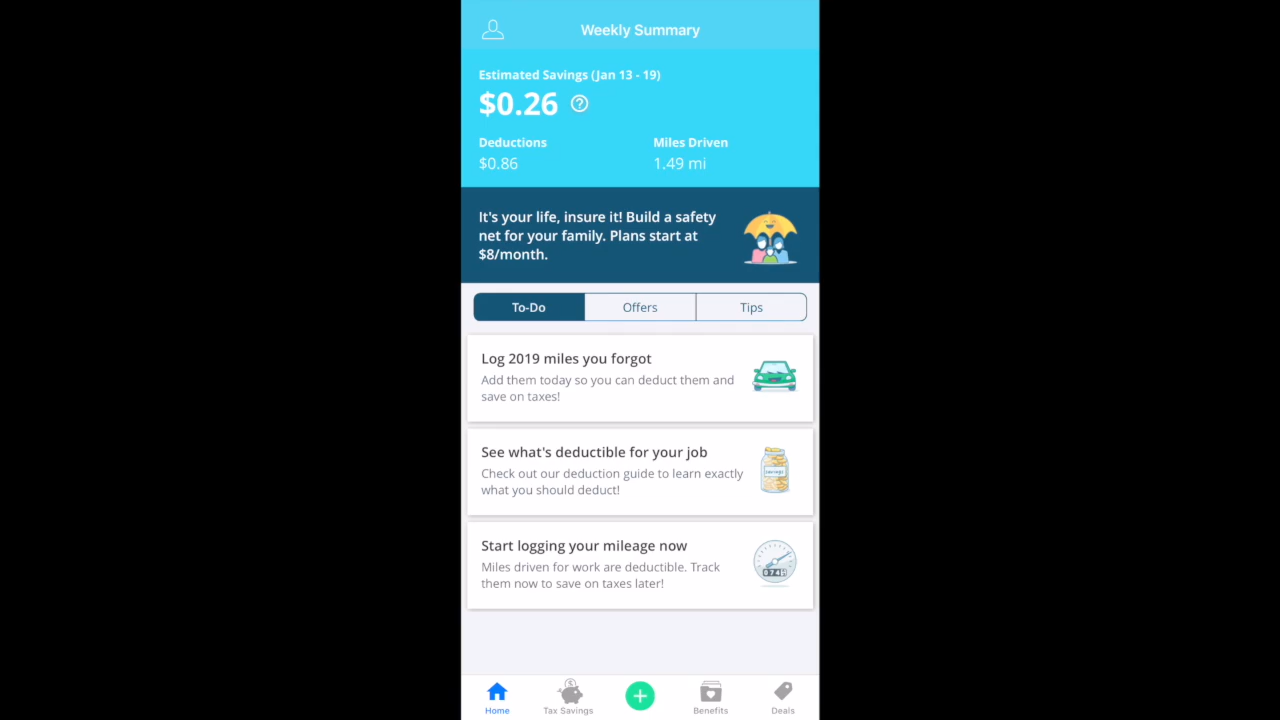 Weekly Summary
Estimated Savings (Jan 13 - 19)
$0.26 ?
Deductions
Miles Driven
$0.86
1.49 mi
It's your life, insure it! Build a safety
net for your family. Plans start at
$8/month.
To-Do
Offers
Tips
Log 2019 miles you forgot
Add them today so you can deduct them and
save on taxes!
See what's deductible for your job
Check out our deduction guide to learn exactly
what you should deduct!
Start logging your mileage now
Miles driven for work are deductible. Track
them now to save on taxes later!
Home
Tax Savings
Benefits
Deals